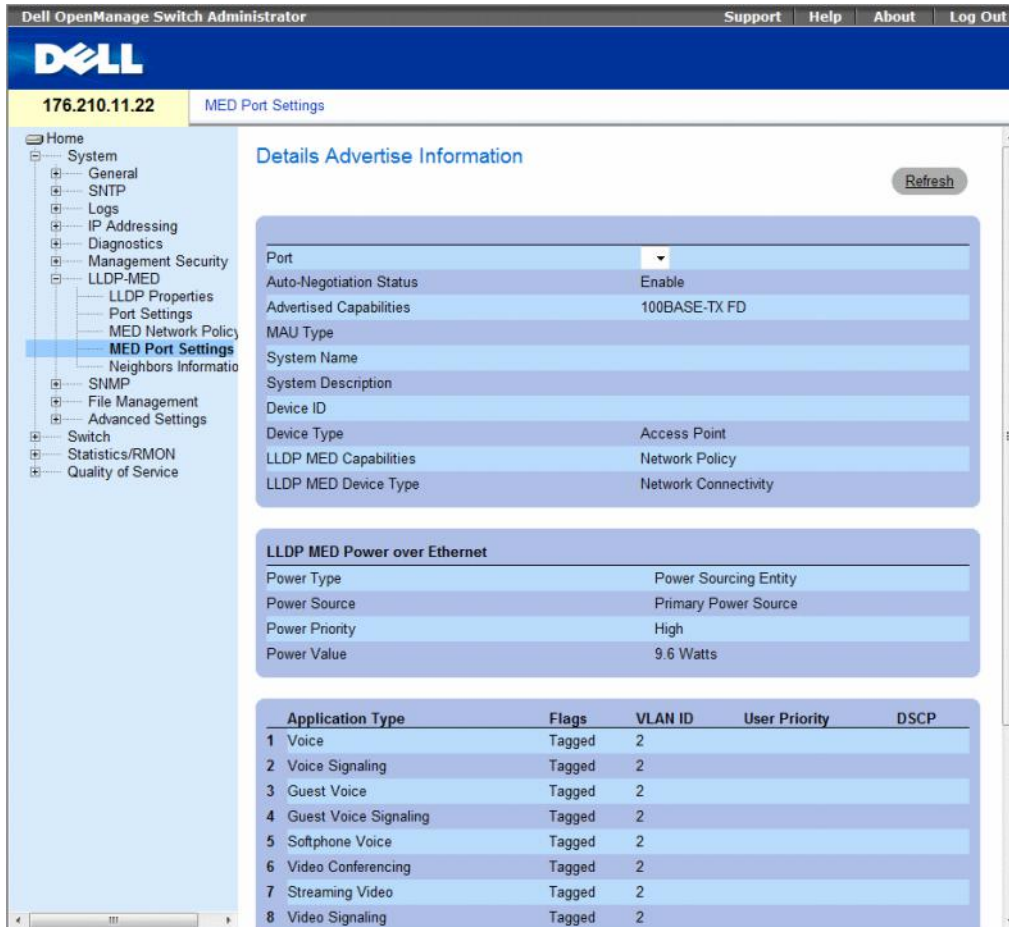 Dell OpenManage Switch Administrator
Support Help About Log Out
DELL
176.210.11.22
MED Port Settings
Home
System
General
SNTP
Logs
IP Addressing
Diagnostics
Management Security
LLDP-MED
LLDP Properties
Port Settings
MED Network Policy
MED Port Settings
Neighbors Informatio
SNMP
File Management
Advanced Settings
Switch
Statistics/RMON
Quality of Service
Details Advertise Information
Refresh
Port
Auto-Negotiation Status Enable
Advertised Capabilities 100BASE-TX FD
MAU Type
System Name
System Description
Device ID
Device Type Access Point
LLDP MED Capabilities Network Policy
LLDP MED Device Type Network Connectivity
LLDP MED Power over Ethernet
Power Type Power Sourcing Entity
Power Source Primary Power Source
Power Priority High
Power Value 9.6 Watts
Application Type Flags VLAN ID User Priority DSCP
1 Voice Tagged 2
2 Voice Signaling Tagged 2
3 Guest Voice Tagged 2
4 Guest Voice Signaling Tagged 2
5 Softphone Voice Tagged 2
6 Video Conferencing Tagged 2
7 Streaming Video Tagged 2
8 Video Signaling Tagged 2